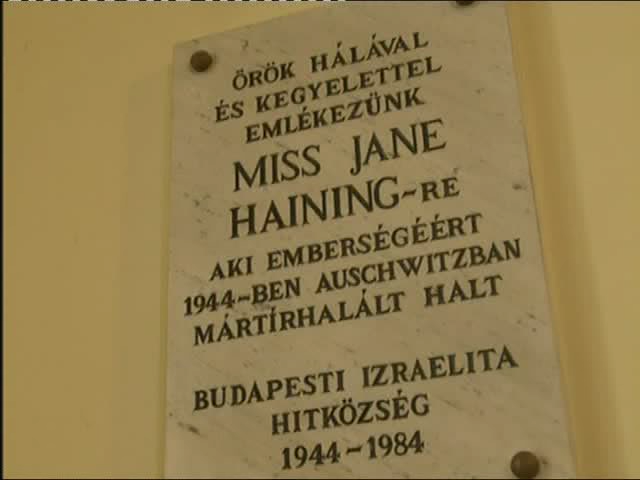 ÖRÖK HÁLÁVAL
ÉS KEGYELETTEL
EMLÉKEZÜNK
MISS JANE
HAINING-RE
AKI EMBERSÉGÉÉRT
1944-BEN AUSCHWITZBAN
MÁRTÍRHALÁLT HALT
BUDAPESTI IZRAELITA
HITKÖZSÉG
1944-1984